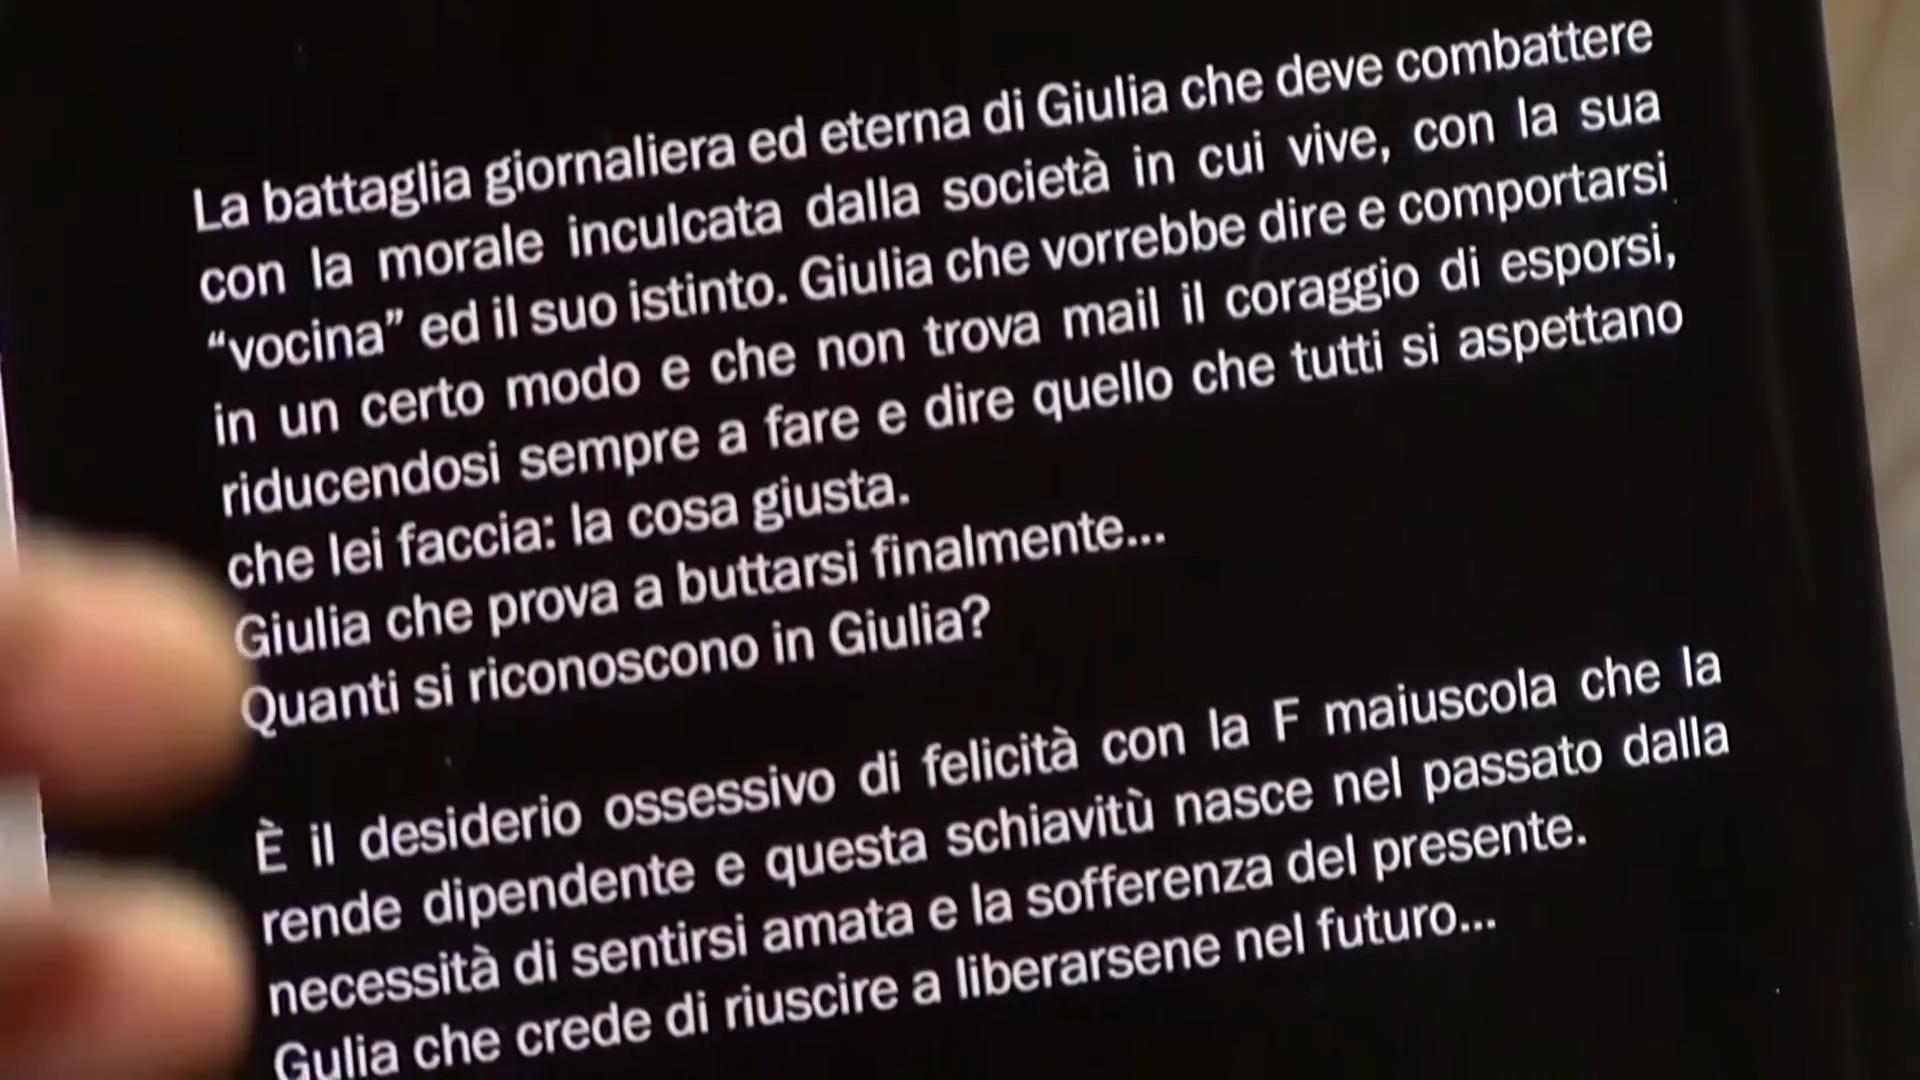 La battaglia giornaliera ed eterna di Giulia che deve combattere
con la morale inculcata dalla società in cui vive, con la sua
“vocina” ed il suo istinto. Giulia che vorrebbe dire e comportarsi
in un certo modo e che non trova mail il coraggio di esporsi,
riducendosi sempre a fare e dire quello che tutti si aspettano
che lei faccia: la cosa giusta.
Giulia che prova a buttarsi finalmente...
Quanti si riconoscono in Giulia?
È il desiderio ossessivo di felicità con la F maiuscola che la
rende dipendente e questa schiavitù nasce nel passato dalla
necessità di sentirsi amata e la sofferenza del presente.
Gulia che crede di riuscire a liberarsene nel futuro...